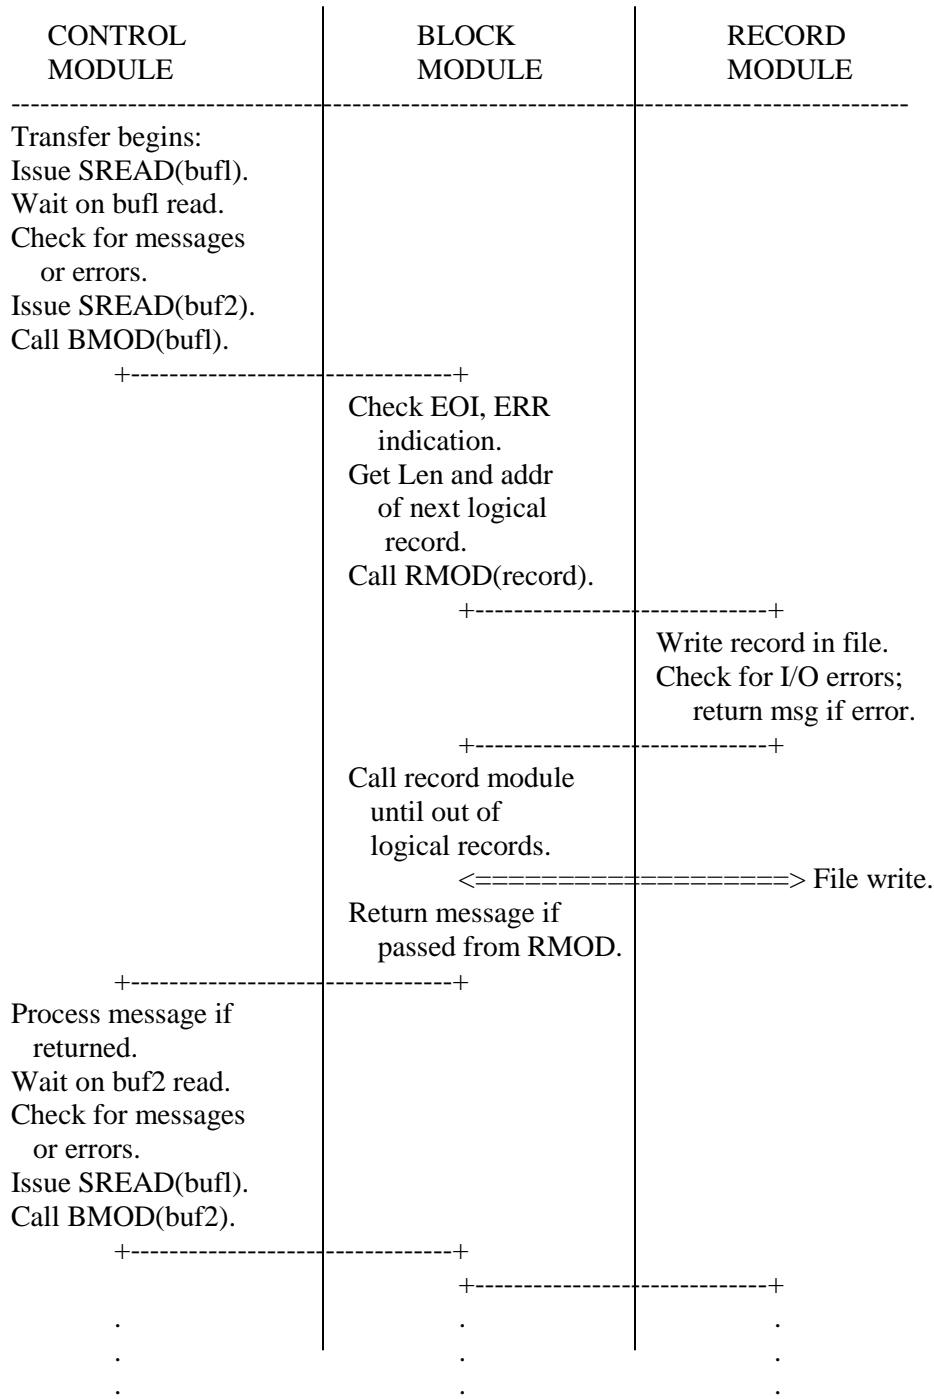 CONTROL BLOCK RECORD
MODULE MODULE MODULE
Transfer begins:
Issue SREAD(bufl).
Wait on bufl read.
Check for messages
or errors.
Issue SREAD(buf2).
Call BMOD(bufl).
+---------------------------------+
Check EOI, ERR
indication.
Get Len and addr
of next logical
record.
Call RMOD(record).
+------------------------------+
Write record in file.
Check for I/O errors;
return msg if error.
+------------------------------+
Call record module
until out of
logical records.
<===================> File write.
Return message if
passed from RMOD.
+---------------------------------+
Process message if
returned.
Wait on buf2 read.
Check for messages
or errors.
Issue SREAD(bufl).
Call BMOD(buf2).
+---------------------------------+
+------------------------------+
. . .
. . .
. . .